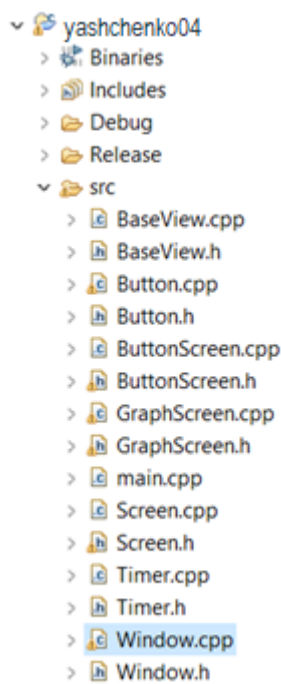 yashchenko04
Binaries
Includes
Debug
Release
src
BaseView.cpp
BaseView.h
Button.cpp
Button.h
ButtonScreen.cpp
ButtonScreen.h
GraphScreen.cpp
GraphScreen.h
main.cpp
Screen.cpp
Screen.h
Timer.cpp
Timer.h
Window.cpp
Window.h